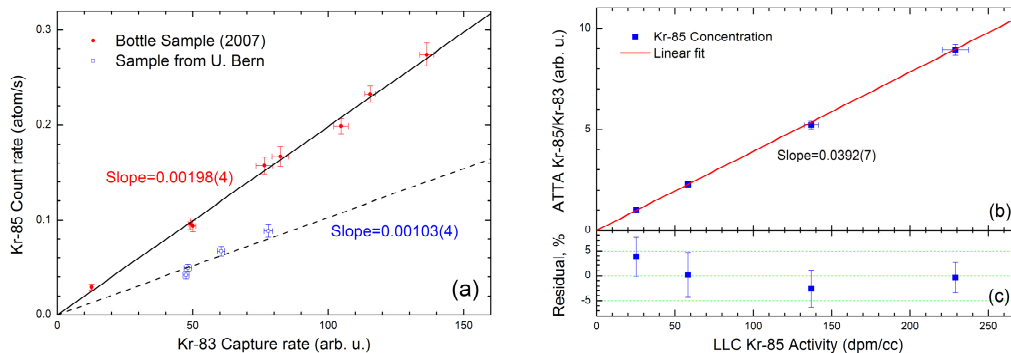 Bottle Sample (2007)
Sample from U. Bern
Slope=0.00198(4)
Slope=0.00103(4)
(a)
0.3
0.2
0.1
0.0
Kr-85 Count rate (atom/s)
0
50
100
150
Kr-83 Capture rate (arb. u.)
Kr-85 Concentration
Linear fit
Slope=0.0392(7)
(b)
10
5
0
ATTA Kr-85/Kr-83 (arb. u.)
5
0
-5
Residual, %
(c)
0
50
100
150
200
250
LLC Kr-85 Activity (dpm/cc)